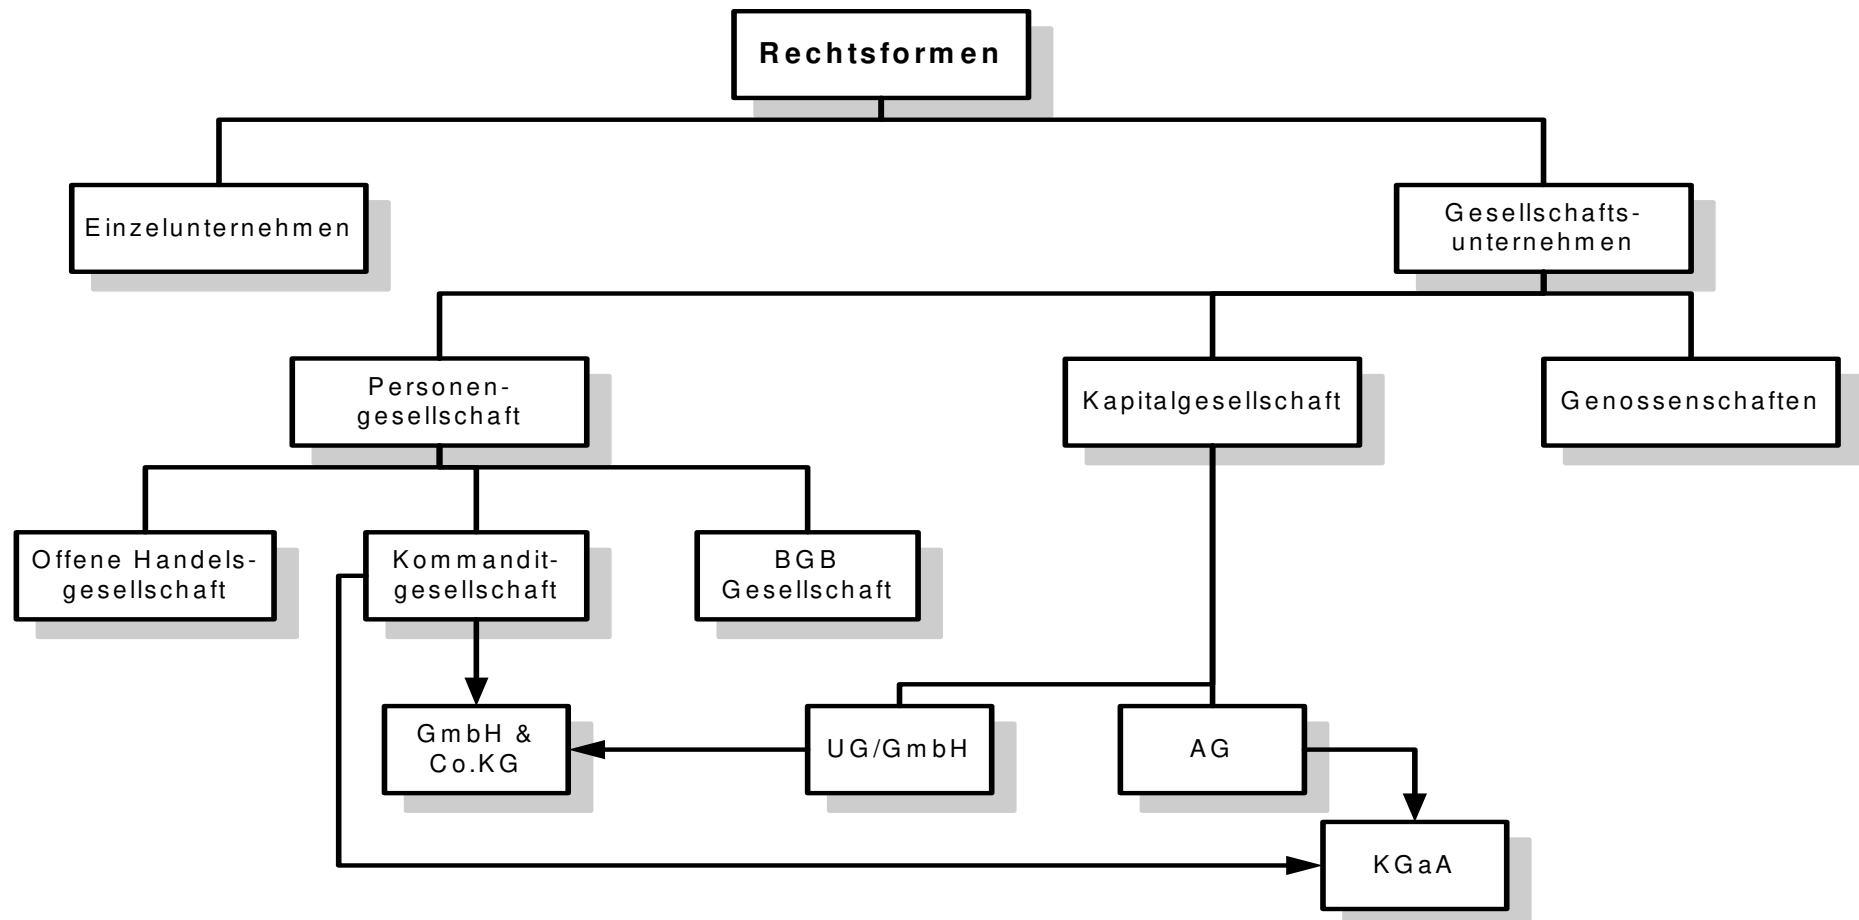 Rechtsformen
Einzelunternehmen
Gesellschafts-
unternehmen
Personen-
gesellschaft
Kapitalgesellschaft
Genossenschaften
Offene Handels-
gesellschaft
Kommandit-
gesellschaft
BGB
Gesellschaft
GmbH &
Co.KG
UG/GmbH
AG
KGaA